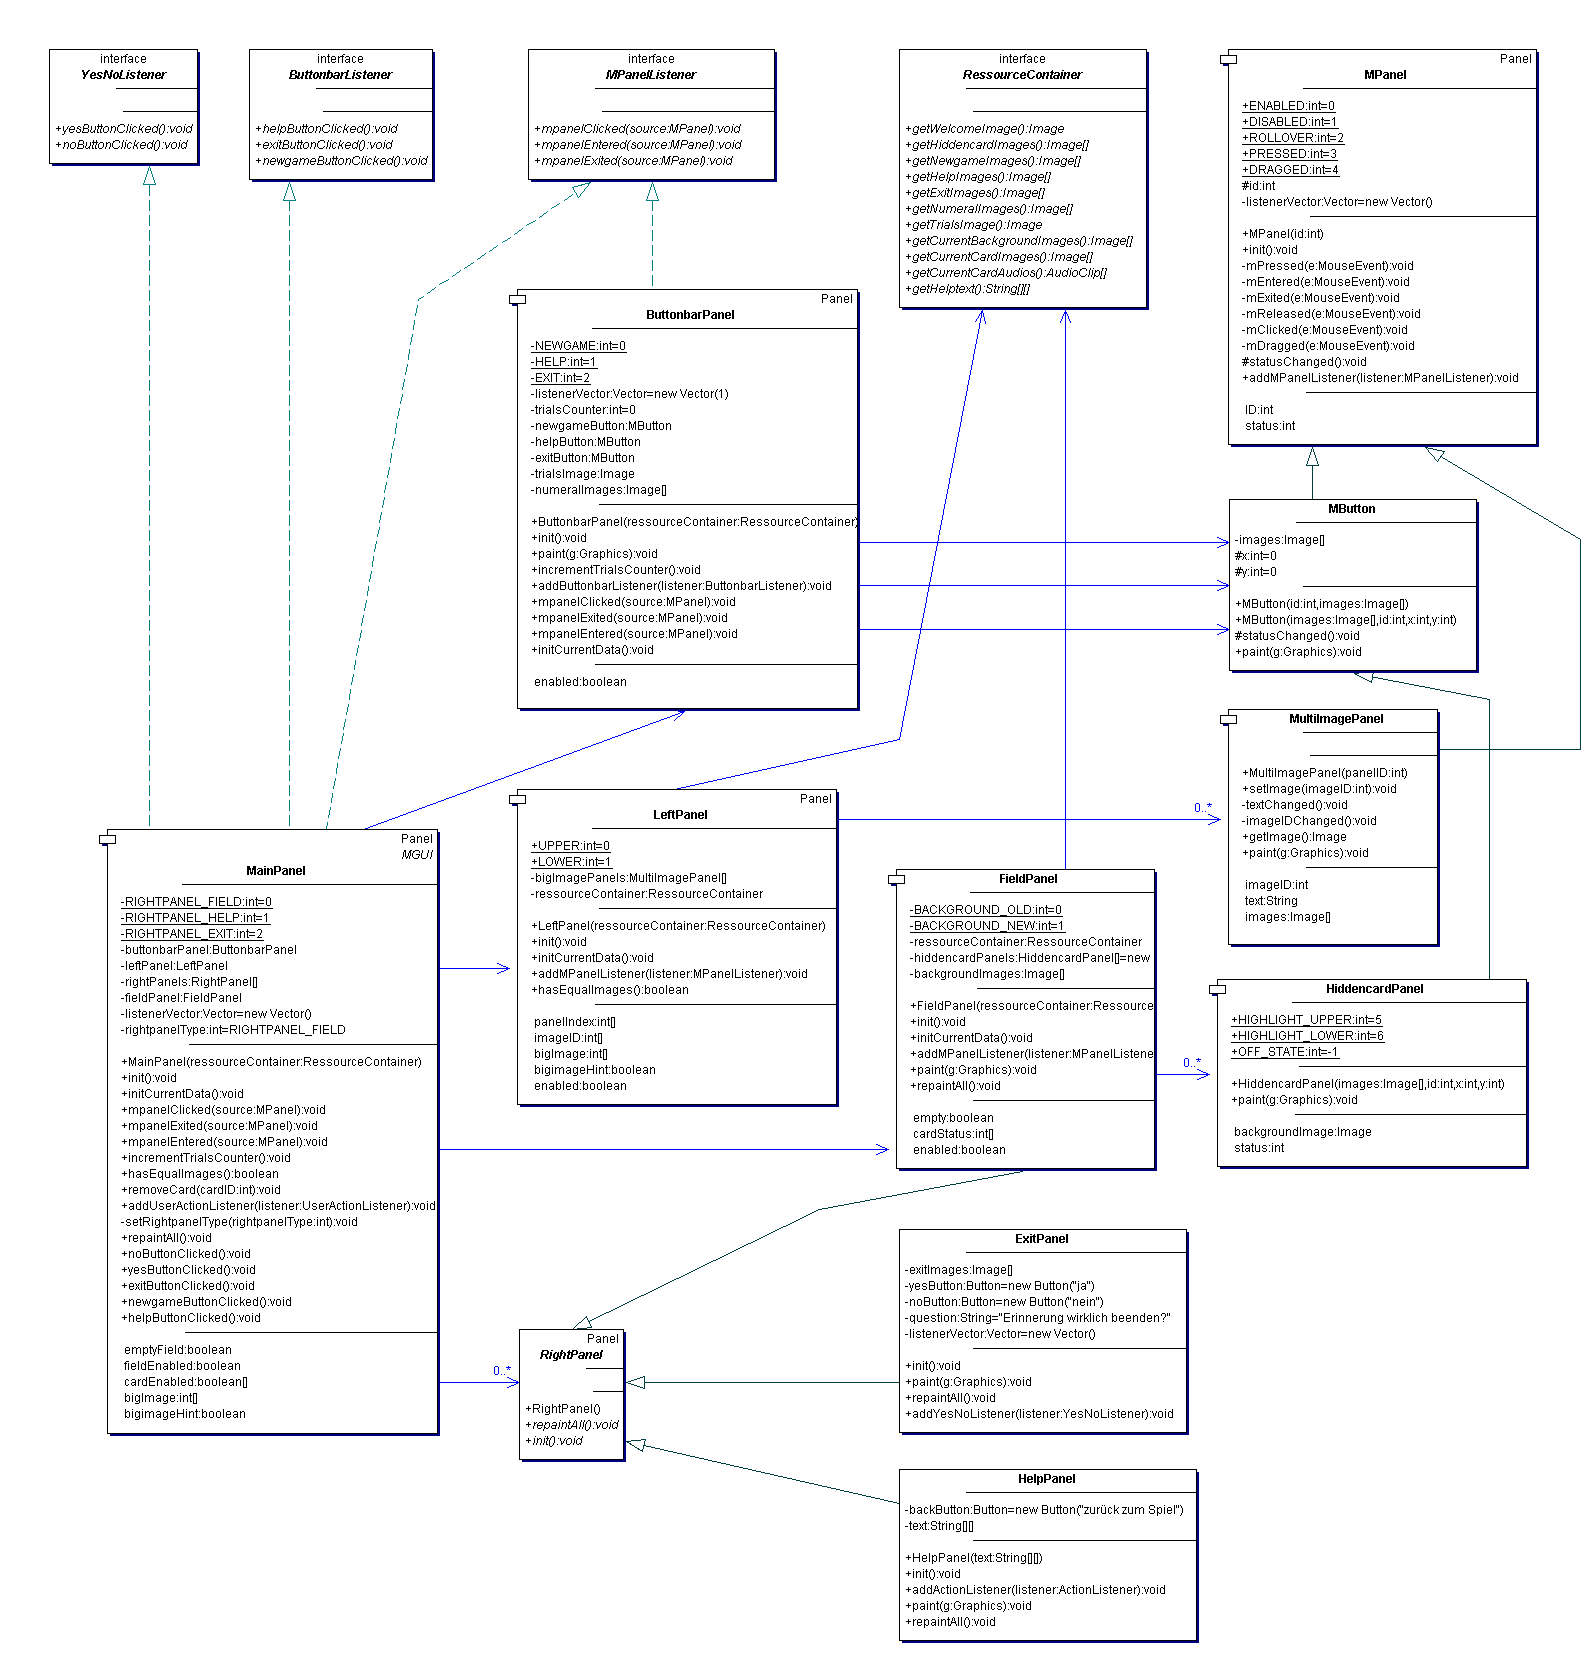 interface
YesNoListener
+yesButtonClicked():void
+noButtonClicked():void
interface
ButtonbarListener
+helpButtonClicked():void
+exitButtonClicked():void
+newgameButtonClicked():void
interface
MPanelListener
+mpanelClicked(source:MPanel):void
+mpanelEntered(source:MPanel):void
+mpanelExited(source:MPanel):void
interface
RessourceContainer
+getWelcomeImage():Image
+getHiddencardImages():Image[]
+getNewgameImages():Image[]
+getHelpImages():Image[]
+getExitImages():Image[]
+getNumeralImages():Image[]
+getTrialsImage():Image
+getCurrentBackgroundImages():Image[]
+getCurrentCardImages():Image[]
+getCurrentCardAudios():AudioClip[]
+getHelptext():String[][]
Panel
MPanel
+ENABLED:int=0
+DISABLED:int=1
+ROLLOVER:int=2
+PRESSED:int=3
+DRAGGED:int=4
#id:int
-listenerVector:Vector=new Vector()
+MPanel(id:int)
+init():void
-mPressed(e:MouseEvent):void
-mEntered(e:MouseEvent):void
-mExited(e:MouseEvent):void
-mReleased(e:MouseEvent):void
-mClicked(e:MouseEvent):void
-mDragged(e:MouseEvent):void
#statusChanged():void
+addMPanelListener(listener:MPanelListener):void
ID:int
status:int
Panel
ButtonbarPanel
-NEWGAME:int=0
-HELP:int=1
-EXIT:int=2
-listenerVector:Vector=new Vector(1)
-trialsCounter:int=0
-newgameButton:MButton
-helpButton:MButton
-exitButton:MButton
-trialsImage:Image
-numeralImages:Image[]
+ButtonbarPanel(ressourceContainer:RessourceContainer)
+init():void
+paint(g:Graphics):void
+incrementTrialsCounter():void
+addButtonbarListener(listener:ButtonbarListener):void
+mpanelClicked(source:MPanel):void
+mpanelExited(source:MPanel):void
+mpanelEntered(source:MPanel):void
+initCurrentData():void
enabled:boolean
MButton
-images:Image[]
#x:int=0
#y:int=0
+MButton(id:int,images:Image[])
+MButton(images:Image[],id:int,x:int,y:int)
#statusChanged():void
+paint(g:Graphics):void
MultiImagePanel
+MultiImagePanel(panelID:int)
+setImage(imageID:int):void
-textChanged():void
-imageIDChanged():void
+getImage():Image
+paint(g:Graphics):void
imageID:int
text:String
images:Image[]
0..*
Panel
LeftPanel
+UPPER:int=0
+LOWER:int=1
-bigImagePanels:MultiImagePanel[]
-ressourceContainer:RessourceContainer
+LeftPanel(ressourceContainer:RessourceContainer)
+init():void
+initCurrentData():void
+addMPanelListener(listener:MPanelListener):void
+hasEqualImages():boolean
panelIndex:int[]
imageID:int[]
bigImage:int[]
bigimageHint:boolean
enabled:boolean
Panel
MGUI
MainPanel
-RIGHTPANEL_FIELD:int=0
-RIGHTPANEL_HELP:int=1
-RIGHTPANEL_EXIT:int=2
-buttonbarPanel:ButtonbarPanel
-leftPanel:LeftPanel
-rightPanels:RightPanel[]
-fieldPanel:FieldPanel
-listenerVector:Vector=new Vector()
-rightpanelType:int=RIGHTPANEL_FIELD
+MainPanel(ressourceContainer:RessourceContainer)
+init():void
+initCurrentData():void
+mpanelClicked(source:MPanel):void
+mpanelExited(source:MPanel):void
+mpanelEntered(source:MPanel):void
+incrementTrialsCounter():void
+hasEqualImages():boolean
+removeCard(cardID:int):void
+addUserActionListener(listener:UserActionListener):void
-setRightpanelType(rightpanelType:int):void
+repaintAll():void
+noButtonClicked():void
+yesButtonClicked():void
+exitButtonClicked():void
+newgameButtonClicked():void
+helpButtonClicked():void
emptyField:boolean
fieldEnabled:boolean
cardEnabled:boolean[]
bigImage:int[]
bigimageHint:boolean
FieldPanel
-BACKGROUND_OLD:int=0
-BACKGROUND_NEW:int=1
-ressourceContainer:RessourceContainer
-hiddencardPanels:HiddencardPanel[]=new
-backgroundImages:Image[]
+FieldPanel(ressourceContainer:Ressource
+init():void
+initCurrentData():void
+addMPanelListener(listener:MPanelListene
+paint(g:Graphics):void
+repaintAll():void
empty:boolean
cardStatus:int[]
enabled:boolean
0..*
HiddencardPanel
+HIGHLIGHT_UPPER:int=5
+HIGHLIGHT_LOWER:int=6
+OFF_STATE:int=-1
+HiddencardPanel(images:Image[],id:int,x:int,y:int)
+paint(g:Graphics):void
backgroundImage:Image
status:int
ExitPanel
-exitImages:Image[]
-yesButton:Button=new Button("ja")
-noButton:Button=new Button("nein")
-question:String="Erinnerung wirklich beenden?"
-listenerVector:Vector=new Vector()
+init():void
+paint(g:Graphics):void
+repaintAll():void
+addYesNoListener(listener:YesNoListener):void
0..*
Panel
RightPanel
+RightPanel()
+repaintAll():void
+init():void
HelpPanel
-backButton:Button=new Button("zurück zum Spiel")
-text:String[][]
+HelpPanel(text:String[][])
+init():void
+addActionListener(listener:ActionListener):void
+paint(g:Graphics):void
+repaintAll():void